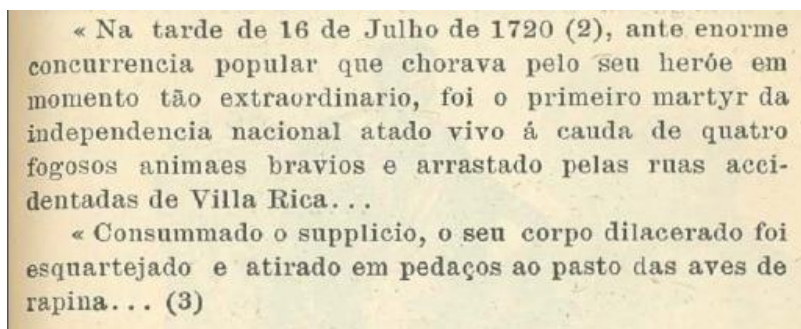 « Na tarde de 16 de Julho de 1720 (2), ante enorme
concurrencia popular que chorava pelo seu heróe em
momento tão extraordinario, foi o primeiro martyr da
independencia nacional atado vivo á cauda de quatro
fogosos animaes bravios e arrastado pelas ruas acci-
dentadas de Villa Rica...
« Consummado o supplicio, o seu corpo dilacerado foi
esquartejado e atirado em pedaços ao pasto das aves de
rapina... (3)